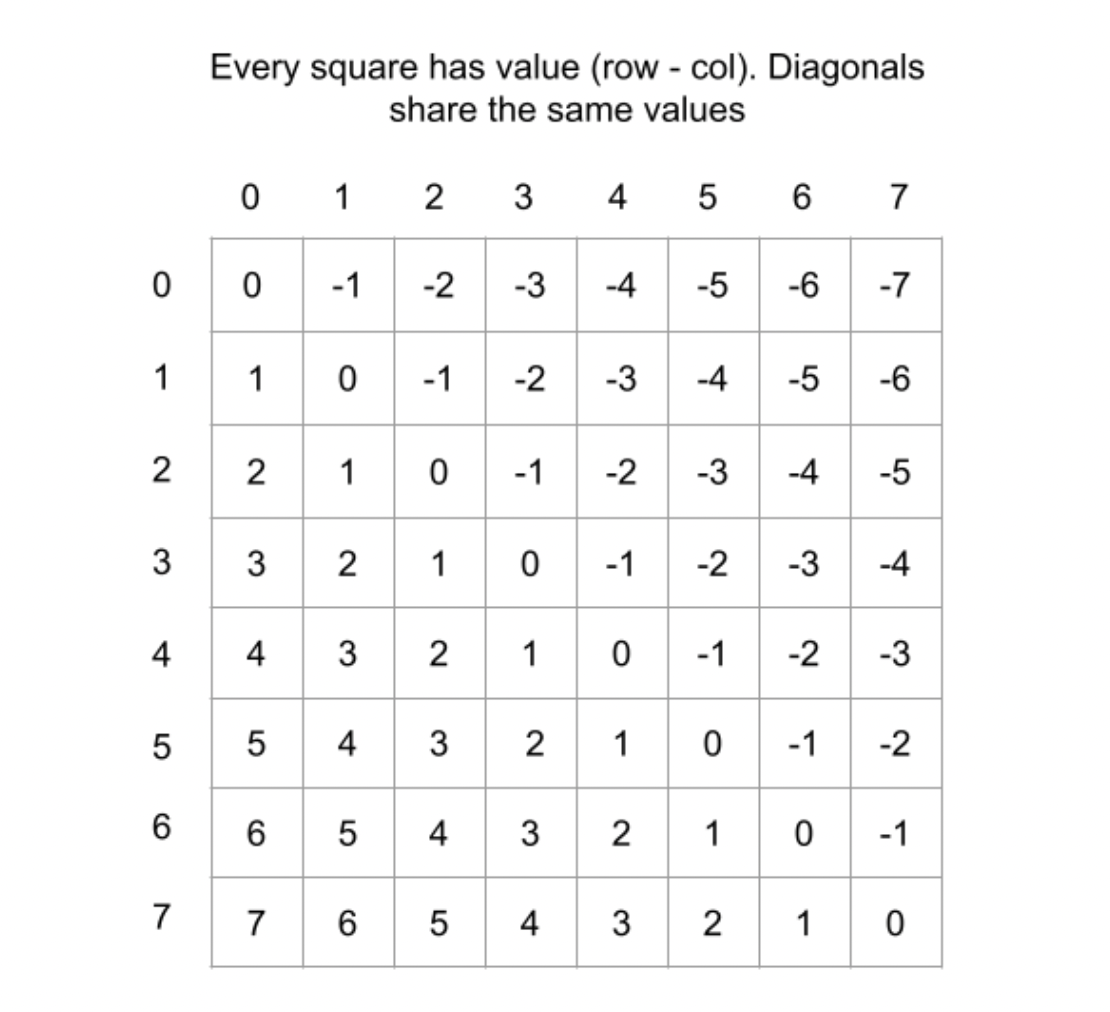 Every square has value (row - col). Diagonals
share the same values
0 1 2 3 4 5 6 7
0 0 -1 -2 -3 -4 -5 -6 -7
1 1 0 -1 -2 -3 -4 -5 -6
2 2 1 0 -1 -2 -3 -4 -5
3 3 2 1 0 -1 -2 -3 -4
4 4 3 2 1 0 -1 -2 -3
5 5 4 3 2 1 0 -1 -2
6 6 5 4 3 2 1 0 -1
7 7 6 5 4 3 2 1 0